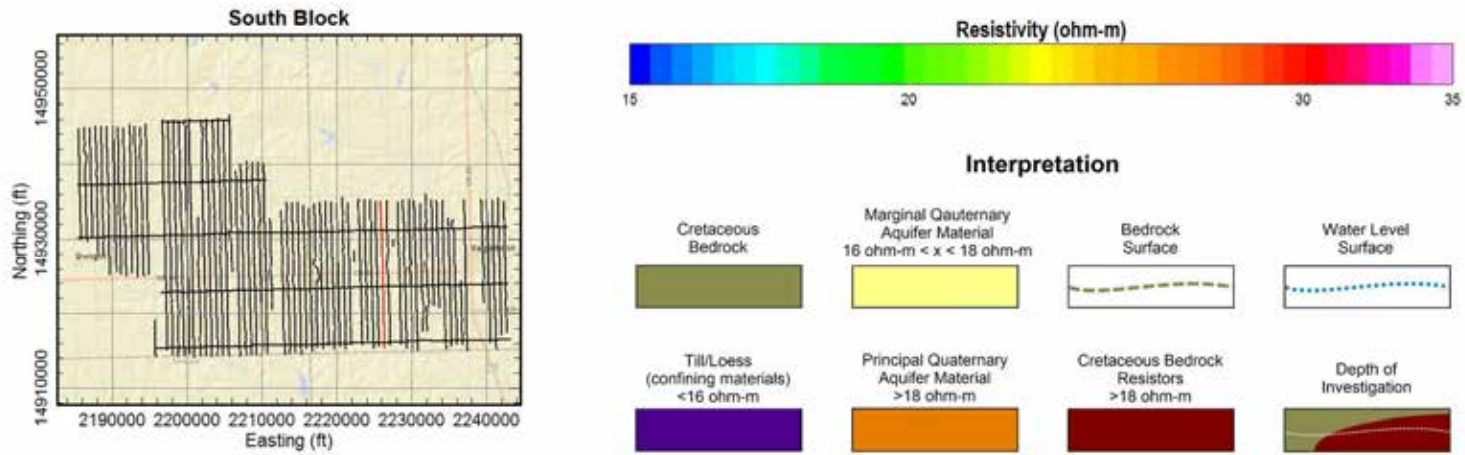 South Block
14950000
14930000
14910000
Northing (ft)
2190000 2200000 2210000 2220000 2230000 2240000
Easting (ft)
Resistivity (ohm-m)
15 20 30 35
Interpretation
Cretaceous
Bedrock
Marginal Qauternary
Aquifer Material
16 ohm-m < x < 18 ohm-m
Bedrock
Surface
Water Level
Surface
Till/Loess
(confining materials)
<16 ohm-m
Principal Quaternary
Aquifer Material
>18 ohm-m
Cretaceous Bedrock
Resistors
>18 ohm-m
Depth of
Investigation